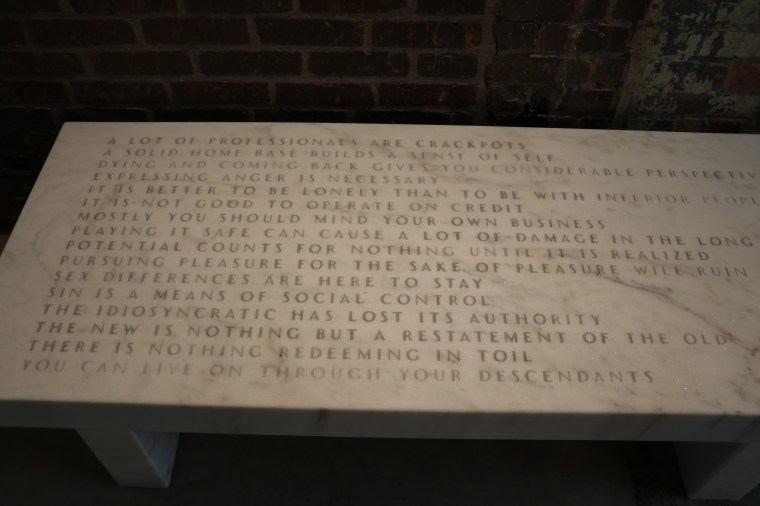 A LOT OF PROFESSIONALS ARE CRACKPOTS
A SOLID HOME BASE BUILDS A SENSE OF SELF
DYING AND COMING BACK GIVES YOU CONSIDERABLE PERSPECTIV
EXPRESSING ANGER IS NECESSARY
IT IS BETTER TO BE LONELY THAN TO BE WITH INFERIOR PEOPL
IT IS NOT GOOD TO OPERATE ON CREDIT
MOSTLY YOU SHOULD MIND YOUR OWN BUSINESS
PLAYING IT SAFE CAN CAUSE A LOT OF DAMAGE IN THE LONG
POTENTIAL COUNTS FOR NOTHING UNTIL IT IS REALIZED
PURSUING PLEASURE FOR THE SAKE OF PLEASURE WILL RUIN
SEX DIFFERENCES ARE HERE TO STAY
SIN IS A MEANS OF SOCIAL CONTROL
THE IDIOSYNCRATIC HAS LOST ITS AUTHORITY
THE NEW IS NOTHING BUT A RESTATEMENT OF THE OLD
THERE IS NOTHING REDEEMING IN TOIL
YOU CAN LIVE ON THROUGH YOUR DESCENDANTS